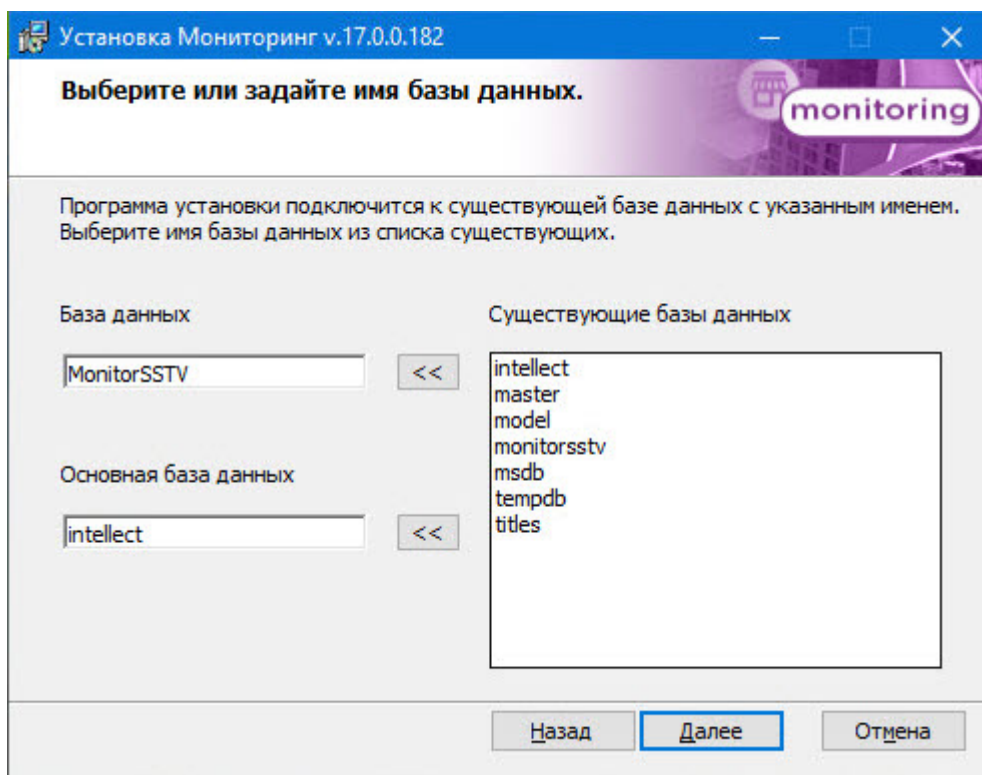 Установка Мониторинг v.17.0.0.182
Выберите или задайте имя базы данных.
monitoring
Программа установки подключится к существующей базе данных с указанным именем.
Выберите имя базы данных из списка существующих.
База данных
Существующие базы данных
MonitorSSTV
<<
intellect
master
model
monitorsstv
msdb
tempdb
titles
Основная база данных
intellect
<<
Назад
Далее
Отмена